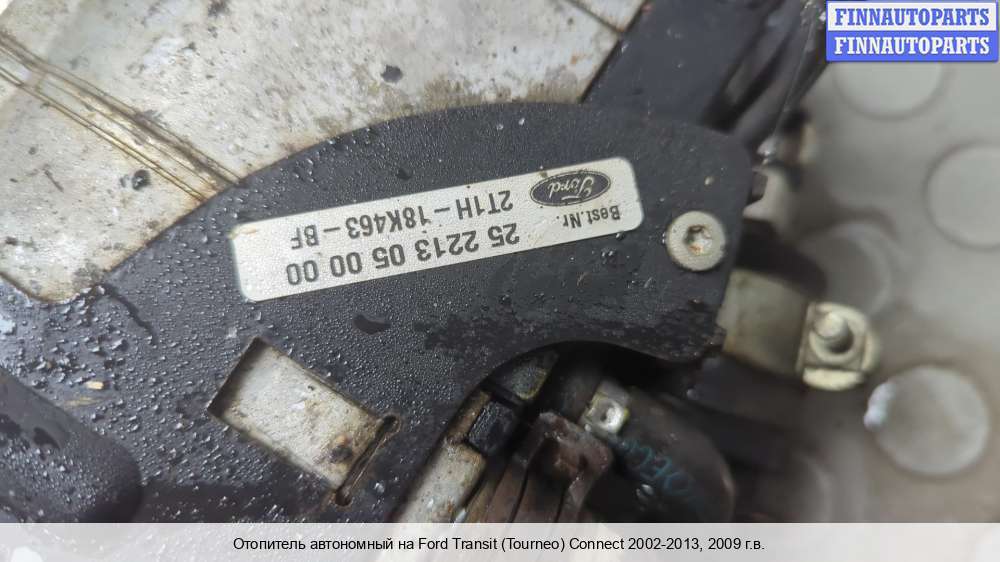 FINNAUTOPARTS
FINNAUTOPARTS
Ford
2T1H-18K463-BF
Best.Nr.
25 2213 05 00 00
Отопитель автономный на Ford Transit (Tourneo) Connect 2002-2013, 2009 г.в.